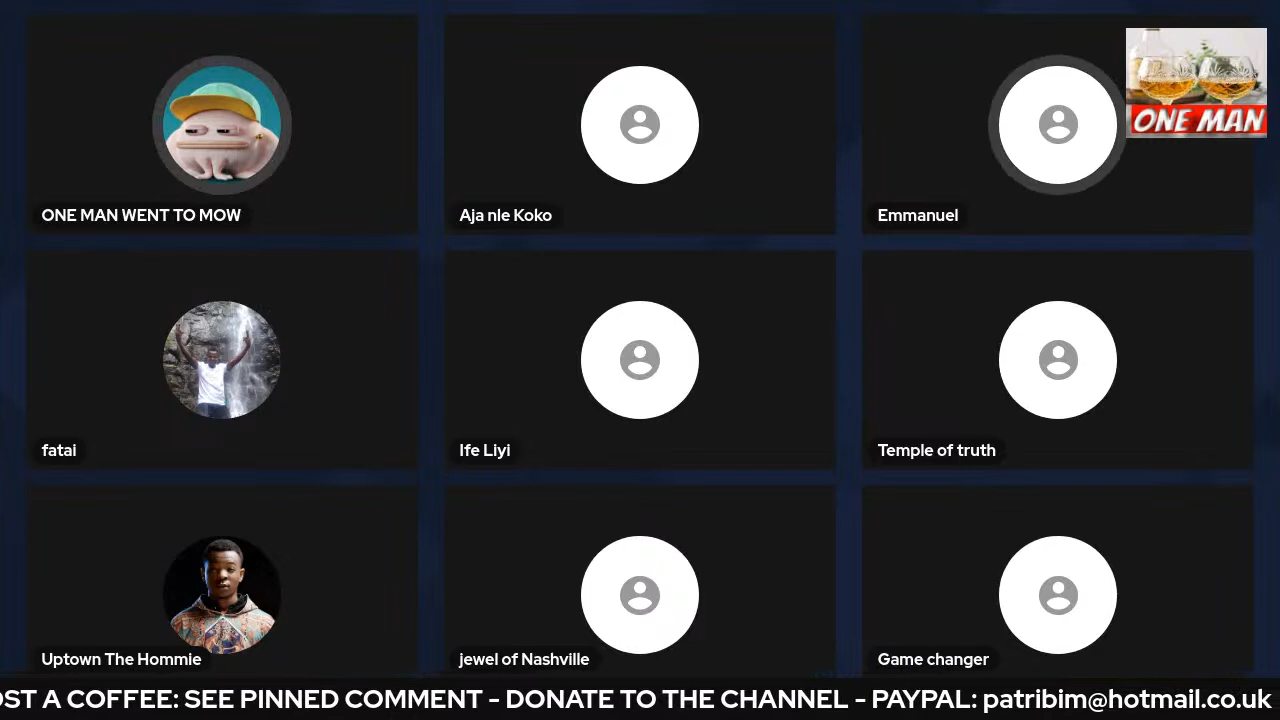 ONE MAN
ONE MAN WENT TO MOW
Aja nle Koko
Emmanuel
fatai
Ife Liyi
Temple of truth
Uptown The Hommie
jewel of Nashville
Game changer
OST A COFFEE: SEE PINNED COMMENT - DONATE TO THE CHANNEL - PAYPAL: patribim@hotmail.co.uk